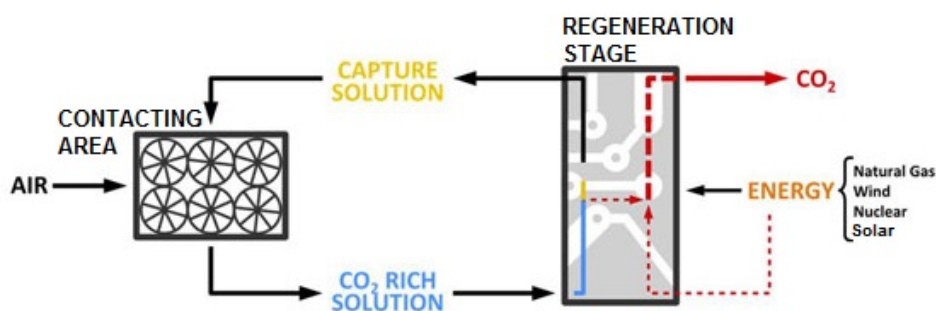 REGENERATION
STAGE
CAPTURE
SOLUTION
CO₂
CONTACTING
AREA
AIR
ENERGY
Natural Gas
Wind
Nuclear
Solar
CO₂ RICH
SOLUTION